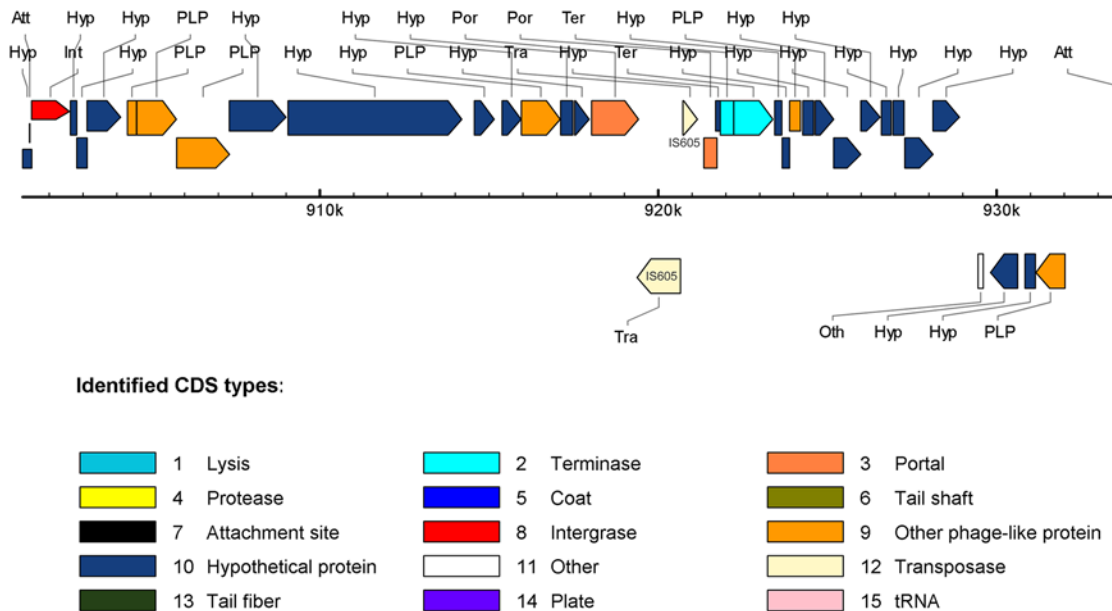 Att Hyp Hyp PLP Hyp Hyp Hyp Por Por Ter Hyp PLP Hyp Hyp
Hyp Int Hyp PLP PLP Hyp Hyp PLP Hyp Tra Hyp Ter Hyp Hyp Hyp Hyp Hyp Hyp Hyp Att
IS605
910k 920k 930k
IS605
Tra Oth Hyp Hyp PLP
Identified CDS types:
1 Lysis 2 Terminase 3 Portal
4 Protease 5 Coat 6 Tail shaft
7 Attachment site 8 Intergrase 9 Other phage-like protein
10 Hypothetical protein 11 Other 12 Transposase
13 Tail fiber 14 Plate 15 tRNA